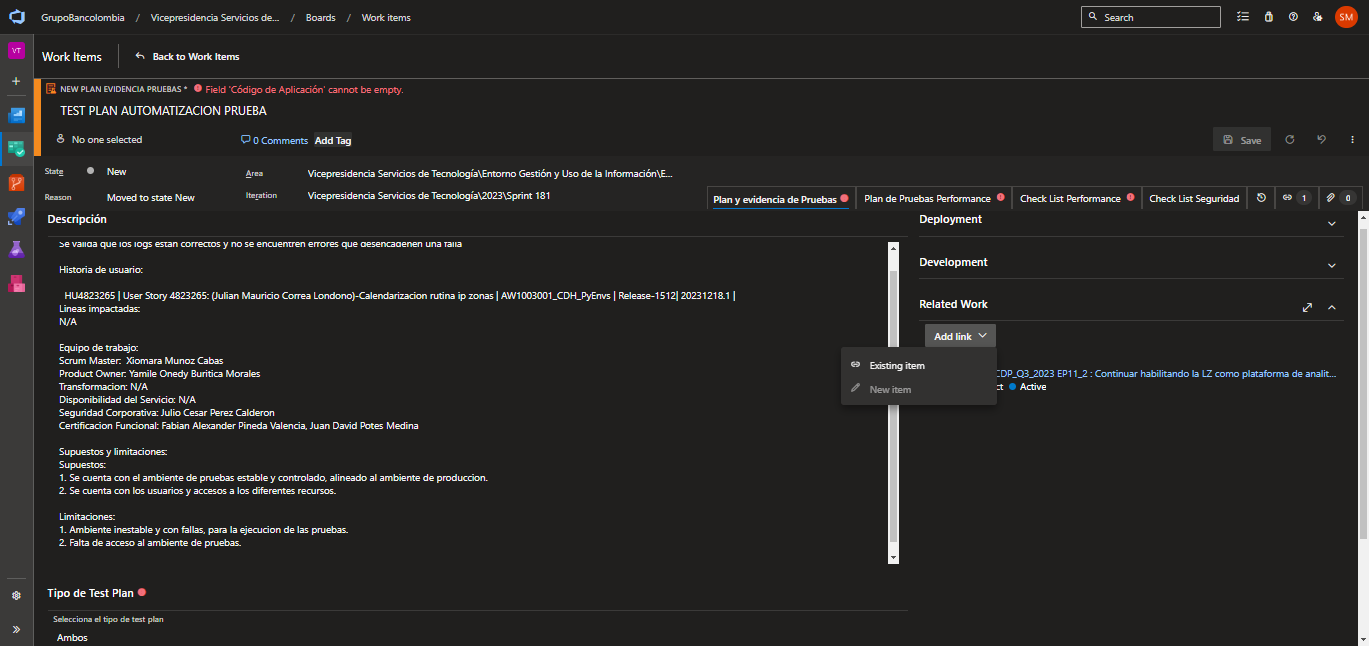 GrupoBancolombia / Vicepresidencia Servicios de... / Boards / Work items
Search
SM
VT
Work Items
Back to Work Items
NEW PLAN EVIDENCIA PRUEBAS *
Field 'Código de Aplicación' cannot be empty.
TEST PLAN AUTOMATIZACION PRUEBA
No one selected
0 Comments
Add Tag
Save
State
New
Area
Vicepresidencia Servicios de Tecnología\Entorno Gestión y Uso de la Información\E...
Reason
Moved to state New
Iteration
Vicepresidencia Servicios de Tecnología\2023\Sprint 181
Plan y evidencia de Pruebas
Plan de Pruebas Performance
Check List Performance
Check List Seguridad
1
0
Descripción
Se valida que los logs estan correctos y no se encuentren errores que desencadenen una falla
Historia de usuario:
HU4823265 | User Story 4823265: (Julian Mauricio Correa Londono)-Calendarizacion rutina ip zonas | AW1003001_CDH_PyEnvs | Release-1512| 20231218.1 |
Lineas impactadas:
N/A
Equipo de trabajo:
Scrum Master:  Xiomara Munoz Cabas
Product Owner: Yamile Onedy Buritica Morales
Transformacion: N/A
Disponibilidad del Servicio: N/A
Seguridad Corporativa: Julio Cesar Perez Calderon
Certificacion Funcional: Fabian Alexander Pineda Valencia, Juan David Potes Medina
Supuestos y limitaciones:
Supuestos:
1. Se cuenta con el ambiente de pruebas estable y controlado, alineado al ambiente de produccion.
2. Se cuenta con los usuarios y accesos a los diferentes recursos.
Limitaciones:
1. Ambiente inestable y con fallas, para la ejecucion de las pruebas.
2. Falta de acceso al ambiente de pruebas.
Tipo de Test Plan
Selecciona el tipo de test plan
Ambos
Deployment
Development
Related Work
Add link
Existing item
New item
CDP_Q3_2023 EP11_2 : Continuar habilitando la LZ como plataforma de analit...
ct
Active